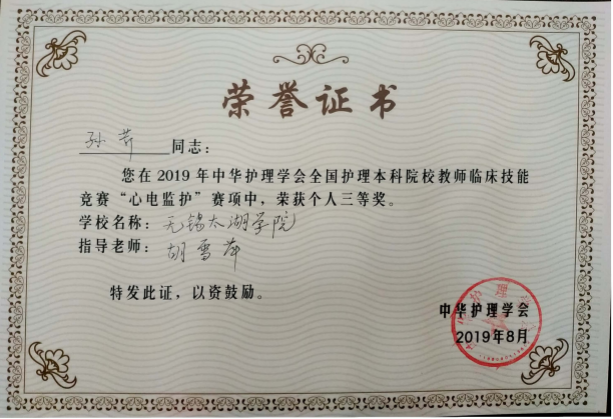 荣誉证书
孙芳 同志：
您在2019年中华护理学会全国护理本科院校教师临床技能
竞赛“心电监护”赛项中，荣获个人三等奖。
学校名称：无锡太湖学院
指导老师：胡雪萍
特发此证，以资鼓励。
中华护理学会
2019年8月